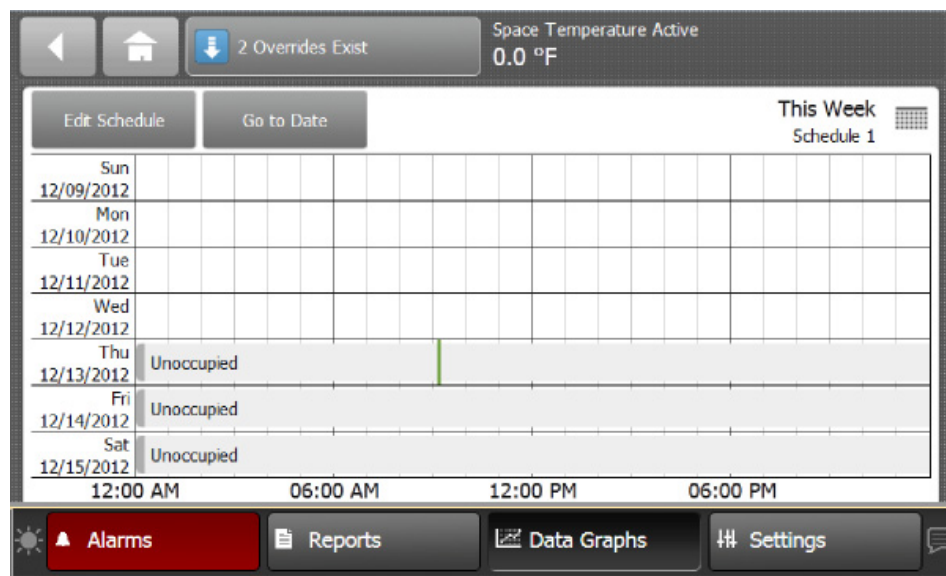 2 Overrides Exist
Space Temperature Active
0.0 °F
Edit Schedule
Go to Date
This Week
Schedule 1
Sun
12/09/2012
Mon
12/10/2012
Tue
12/11/2012
Wed
12/12/2012
Thu
12/13/2012
Unoccupied
Fri
12/14/2012
Unoccupied
Sat
12/15/2012
Unoccupied
12:00 AM 06:00 AM 12:00 PM 06:00 PM
Alarms Reports Data Graphs Settings